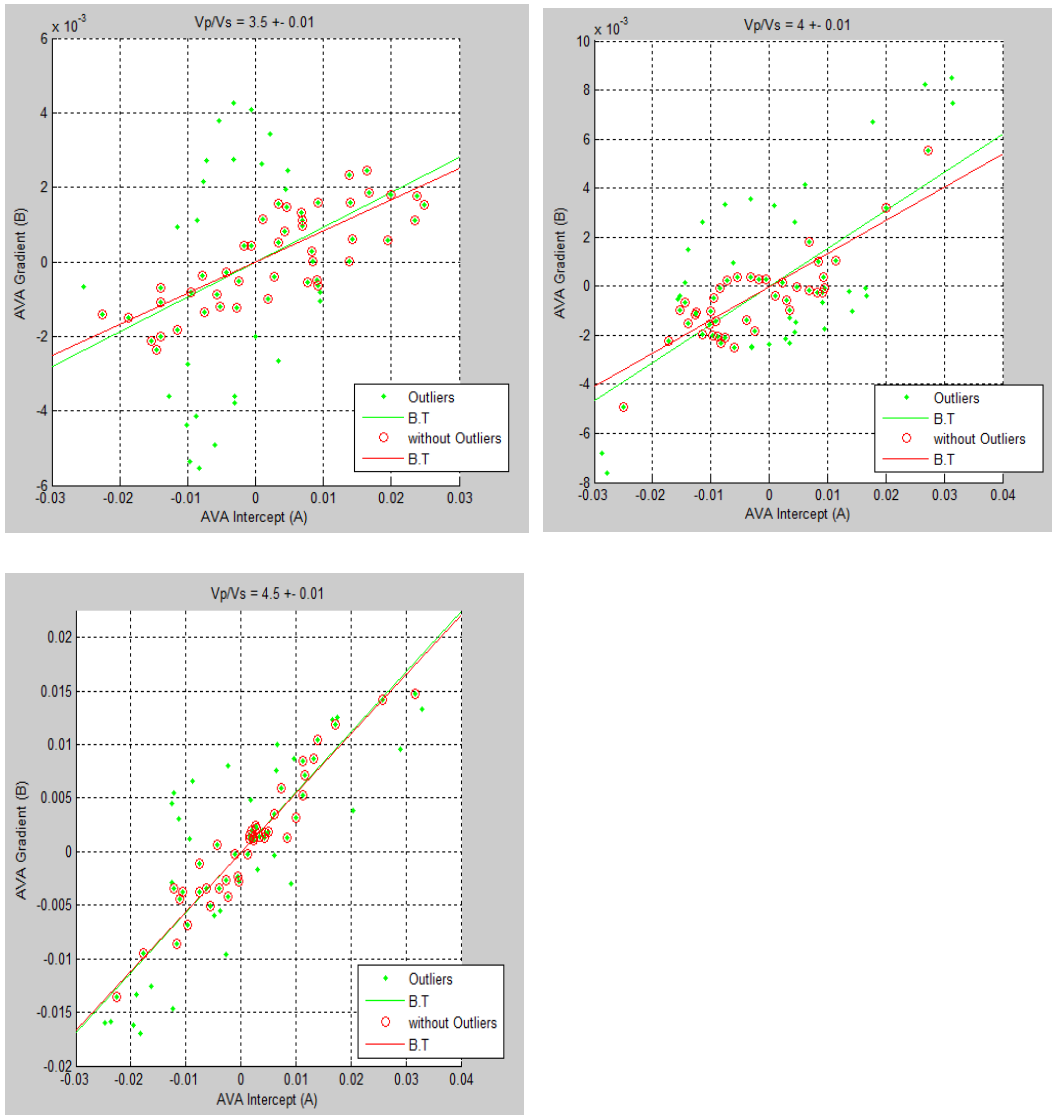 Vp/Vs = 3.5 +- 0.01
x 10⁻³
6
4
2
0
-2
-4
-6
AVA Gradient (B)
-0.03 -0.02 -0.01 0 0.01 0.02 0.03
AVA Intercept (A)
Outliers
B.T
without Outliers
B.T
Vp/Vs = 4 +- 0.01
x 10⁻³
10
8
6
4
2
0
-2
-4
-6
-8
AVA Gradient (B)
-0.03 -0.02 -0.01 0 0.01 0.02 0.03 0.04
AVA Intercept (A)
Outliers
B.T
without Outliers
B.T
Vp/Vs = 4.5 +- 0.01
0.02
0.015
0.01
0.005
0
-0.005
-0.01
-0.015
-0.02
AVA Gradient (B)
-0.03 -0.02 -0.01 0 0.01 0.02 0.03 0.04
AVA Intercept (A)
Outliers
B.T
without Outliers
B.T